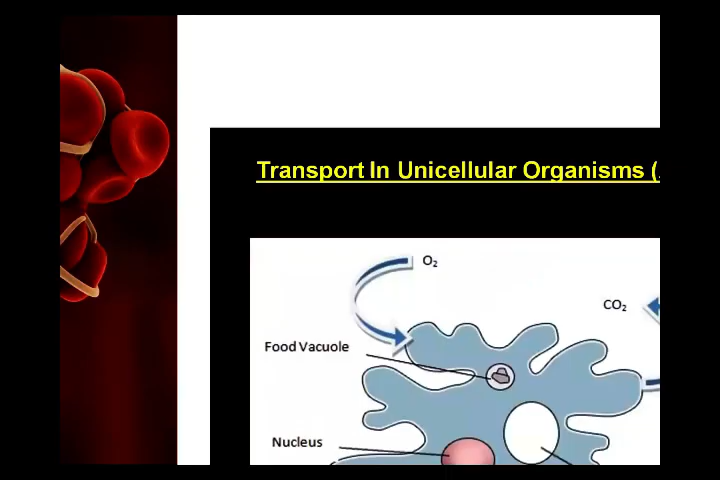 Transport In Unicellular Organisms (
O₂
CO₂
Food Vacuole
Nucleus